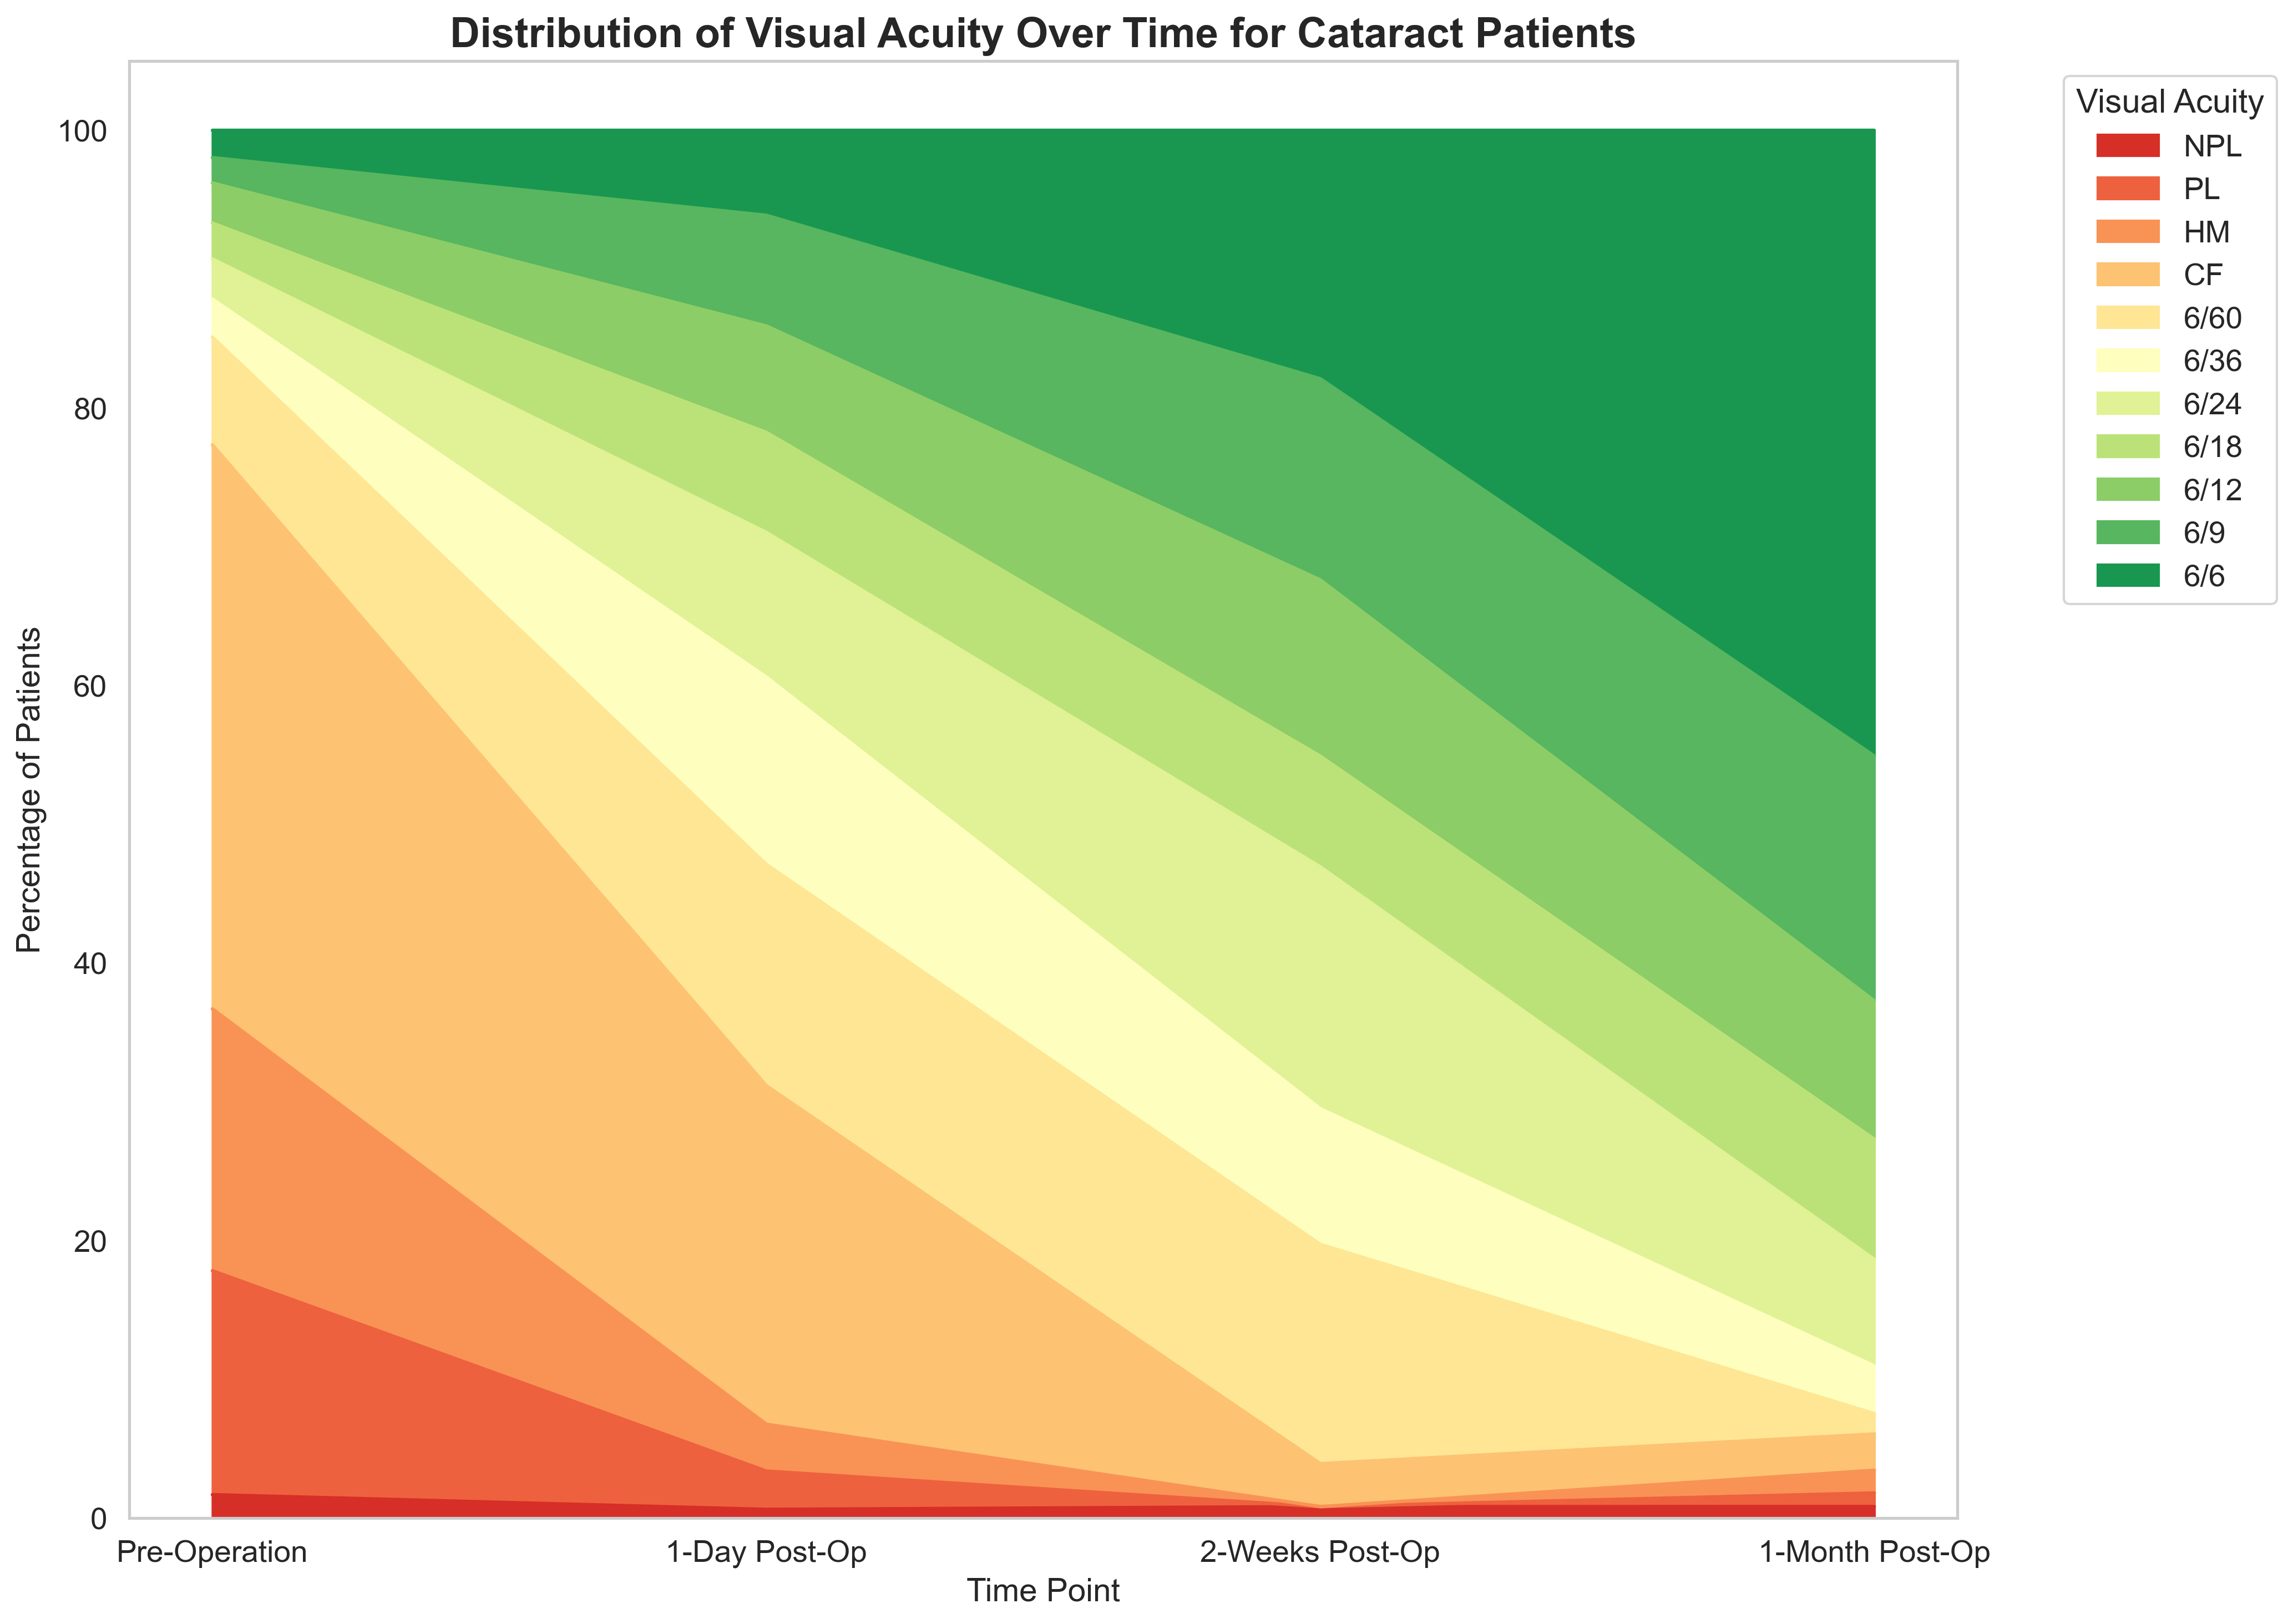 Distribution of Visual Acuity Over Time for Cataract Patients
Visual Acuity
NPL
PL
HM
CF
6/60
6/36
6/24
6/18
6/12
6/9
6/6
Percentage of Patients
100
80
60
40
20
0
Pre-Operation
1-Day Post-Op
2-Weeks Post-Op
1-Month Post-Op
Time Point